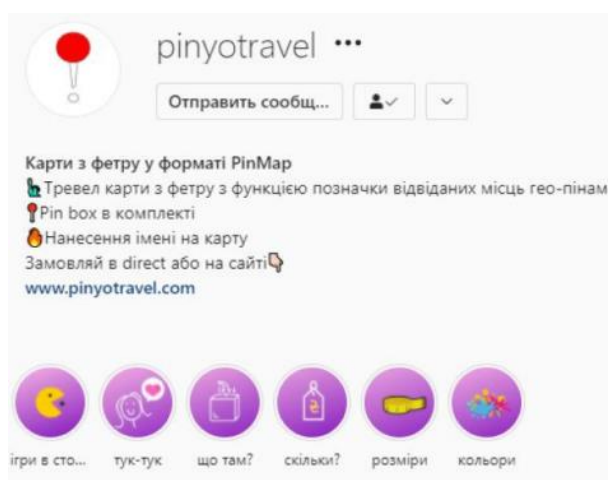 pinyotravel •••
Отправить сообщ...
Карти з фетру у форматі PinMap
Тревел карти з фетру з функцією позначки відвіданих місць гео-пінам
Pin box в комплекті
Нанесення імені на карту
Замовляй в direct або на сайті
www.pinyotravel.com
ігри в сто... тук-тук що там? скільки? розміри кольори